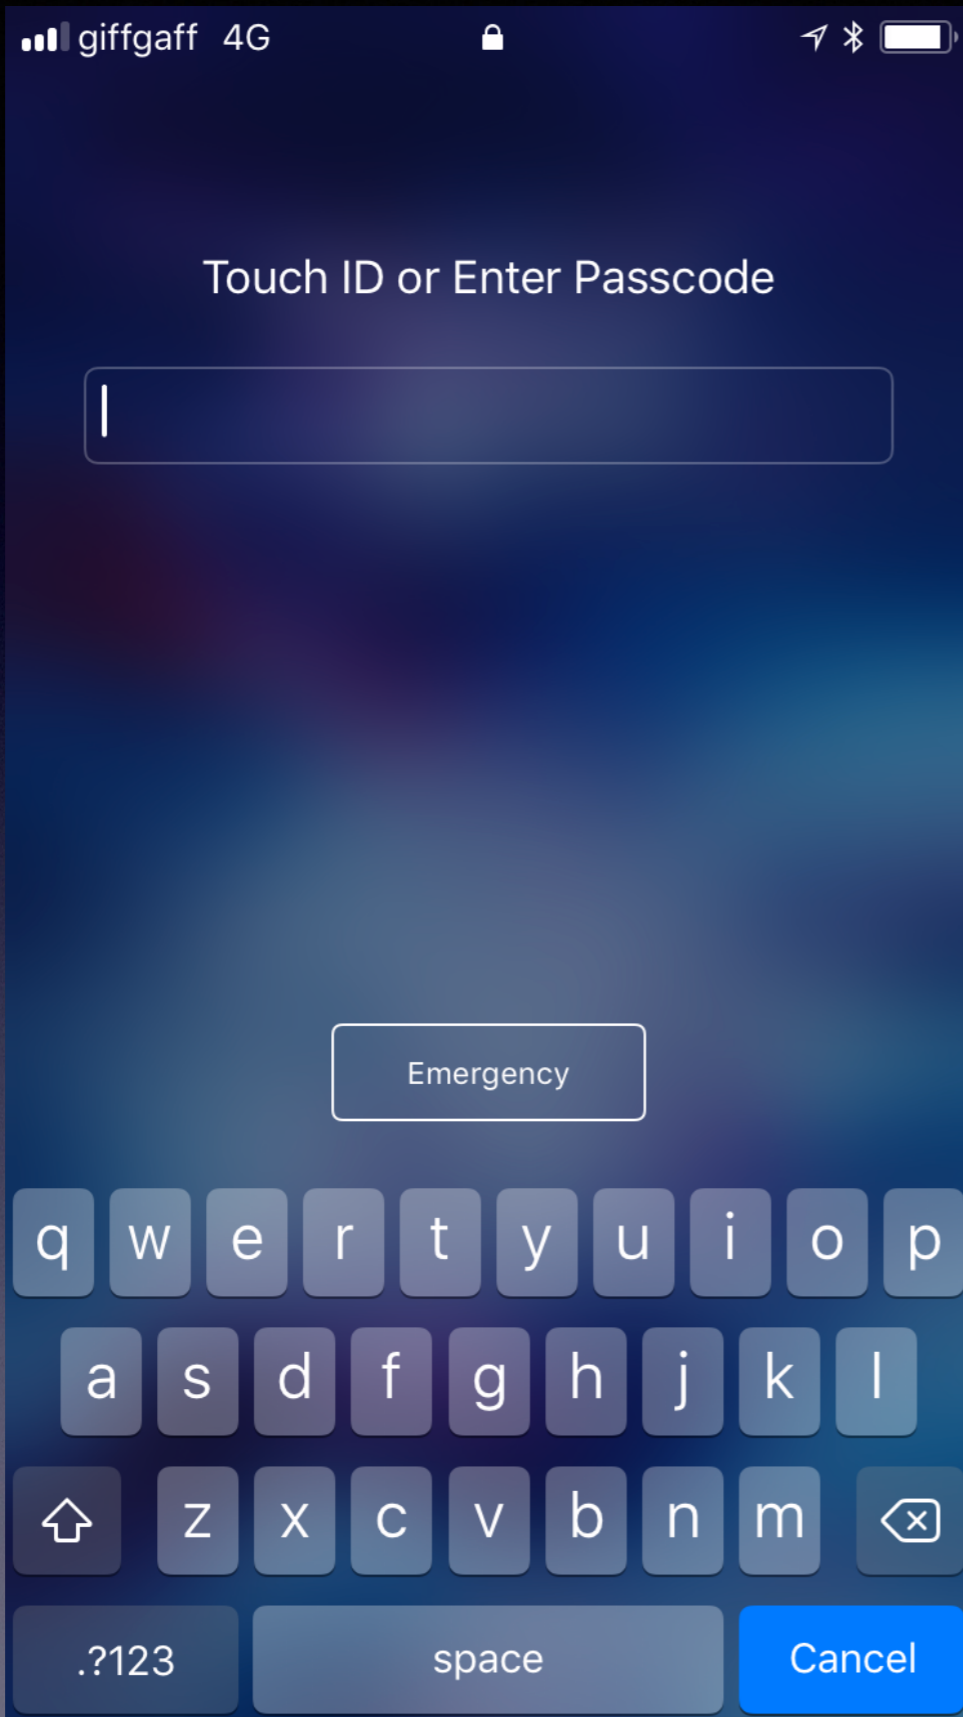 giffgaff 4G
Touch ID or Enter Passcode
Emergency
q w e r t y u i o p
a s d f g h j k l
z x c v b n m
.?123 space Cancel